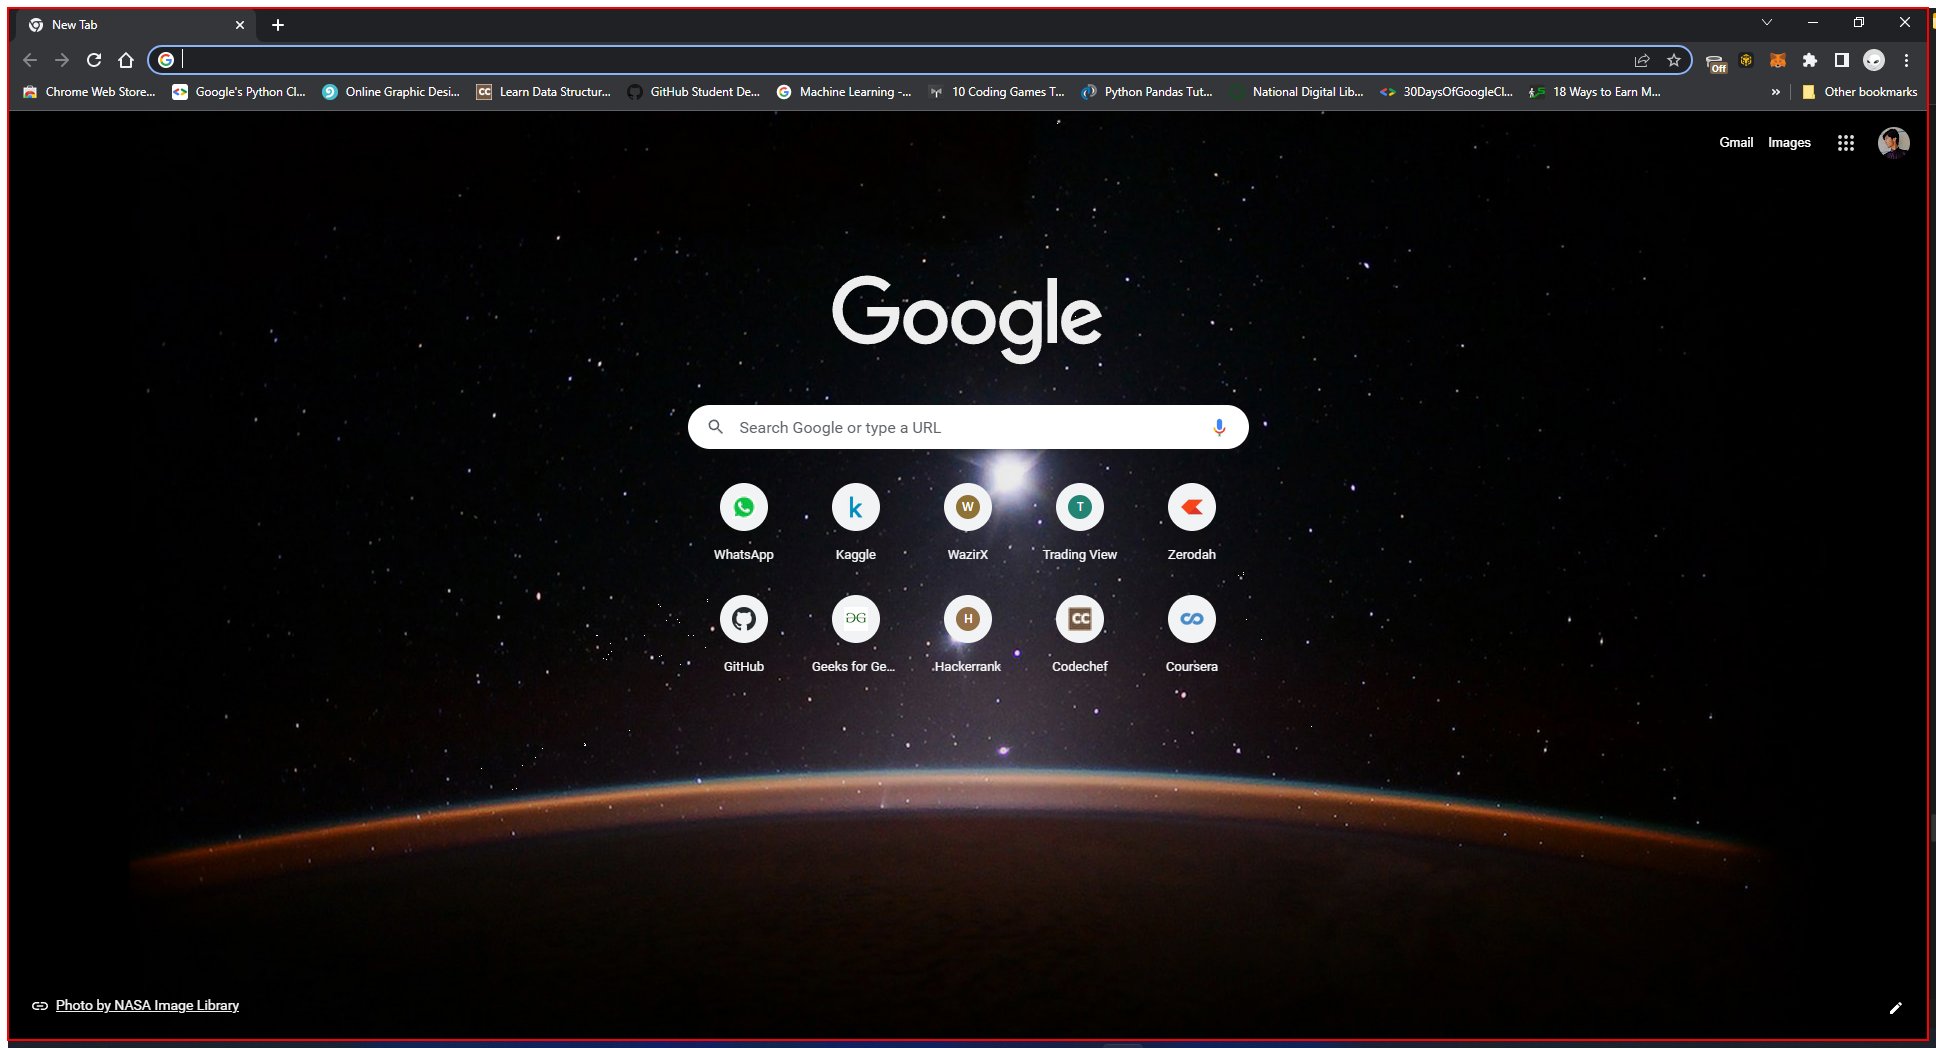 New Tab
Off
Chrome Web Store... Google's Python Cl... Online Graphic Desi... CC Learn Data Structur... GitHub Student De... Machine Learning -... 10 Coding Games T... Python Pandas Tut... National Digital Lib... 30DaysOfGoogleCl... 18 Ways to Earn M... » Other bookmarks
Gmail Images
Google
Search Google or type a URL
k W T
WhatsApp Kaggle WazirX Trading View Zerodah
H CC
GitHub Geeks for Ge... Hackerrank Codechef Coursera
Photo by NASA Image Library